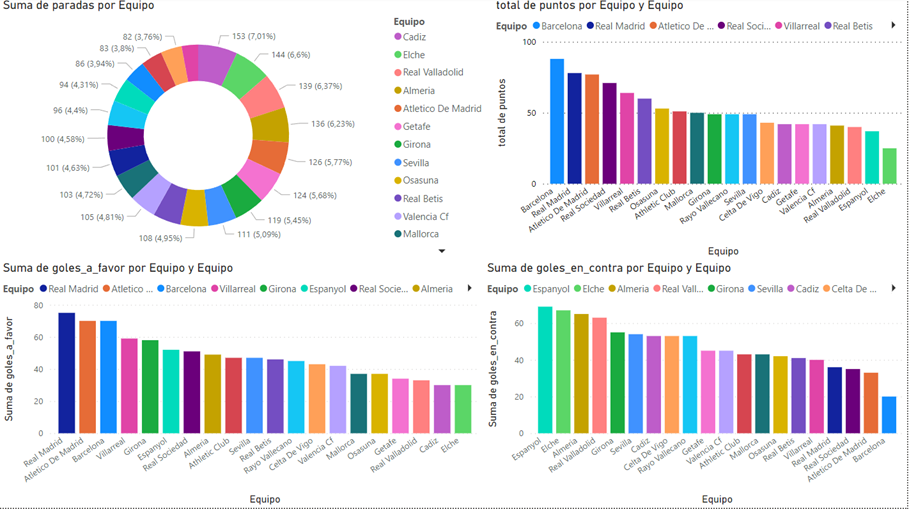 Suma de paradas por Equipo
Equipo
Cadiz
Elche
Real Valladolid
Almeria
Atletico De Madrid
Getafe
Girona
Sevilla
Osasuna
Real Betis
Valencia Cf
Mallorca
153 (7,01%)
144 (6,6%)
139 (6,37%)
136 (6,23%)
126 (5,77%)
124 (5,68%)
119 (5,45%)
111 (5,09%)
108 (4,95%)
105 (4,81%)
103 (4,72%)
101 (4,63%)
100 (4,58%)
96 (4,4%)
94 (4,31%)
86 (3,94%)
83 (3,8%)
82 (3,76%)
total de puntos por Equipo y Equipo
Equipo Barcelona Real Madrid Atletico De ... Real Soci... Villarreal Real Betis
total de puntos
100
50
0
Barcelona
Real Madrid
Atletico De Madrid
Real Sociedad
Villarreal
Real Betis
Osasuna
Athletic Club
Mallorca
Girona
Rayo Vallecano
Sevilla
Celta De Vigo
Cadiz
Getafe
Valencia Cf
Almeria
Real Valladolid
Espanyol
Elche
Equipo
Suma de goles_a_favor por Equipo y Equipo
Equipo Real Madrid Atletico ... Barcelona Villarreal Girona Espanyol Real Socie... Almeria
Suma de goles_a_favor
80
60
40
20
0
Real Madrid
Atletico De Madrid
Barcelona
Villarreal
Girona
Espanyol
Real Sociedad
Almeria
Athletic Club
Sevilla
Real Betis
Rayo Vallecano
Celta De Vigo
Valencia Cf
Mallorca
Osasuna
Getafe
Real Valladolid
Cadiz
Elche
Equipo
Suma de goles_en_contra por Equipo y Equipo
Equipo Espanyol Elche Almeria Real Vall... Girona Sevilla Cadiz Celta De ...
Suma de goles_en_contra
60
40
20
0
Espanyol
Elche
Almeria
Real Valladolid
Girona
Sevilla
Cadiz
Celta De Vigo
Rayo Vallecano
Getafe
Valencia Cf
Athletic Club
Mallorca
Osasuna
Real Betis
Villarreal
Real Madrid
Real Sociedad
Atletico De Madrid
Barcelona
Equipo